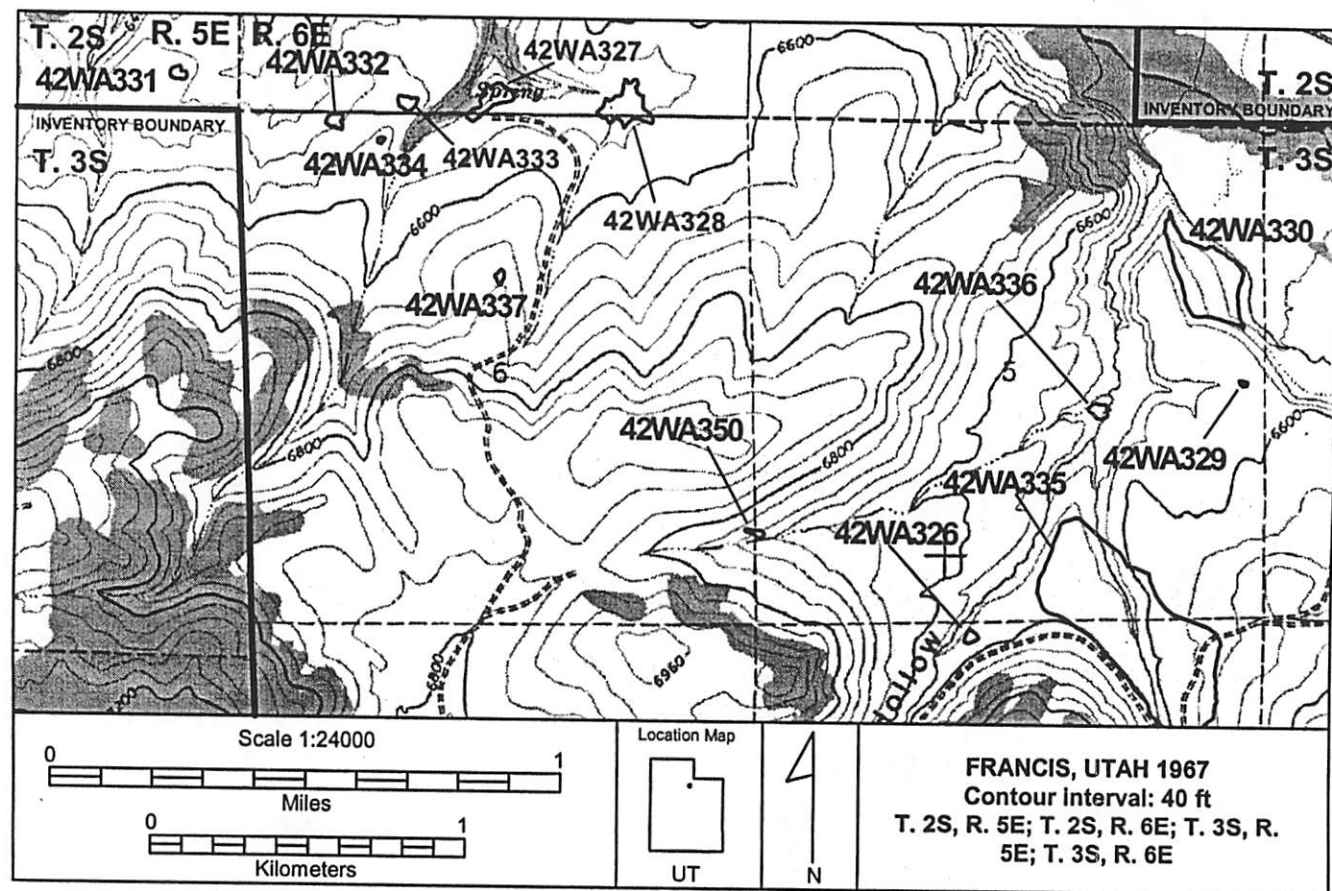 T. 2S R. 5E R. 6E
42WA331
42WA332
42WA327
Spring
6600
T. 2S
INVENTORY BOUNDARY
INVENTORY BOUNDARY
T. 3S
T. 3S
42WA334
42WA333
42WA328
6600
6600
42WA330
42WA337
42WA336
6
5
6800
42WA350
6800
6800
42WA329
42WA335
6600
42WA326
6800
6960
Hollow
Scale 1:24000
0 1
Miles
0 1
Kilometers
Location Map
UT
N
FRANCIS, UTAH 1967
Contour interval: 40 ft
T. 2S, R. 5E; T. 2S, R. 6E; T. 3S, R.
5E; T. 3S, R. 6E